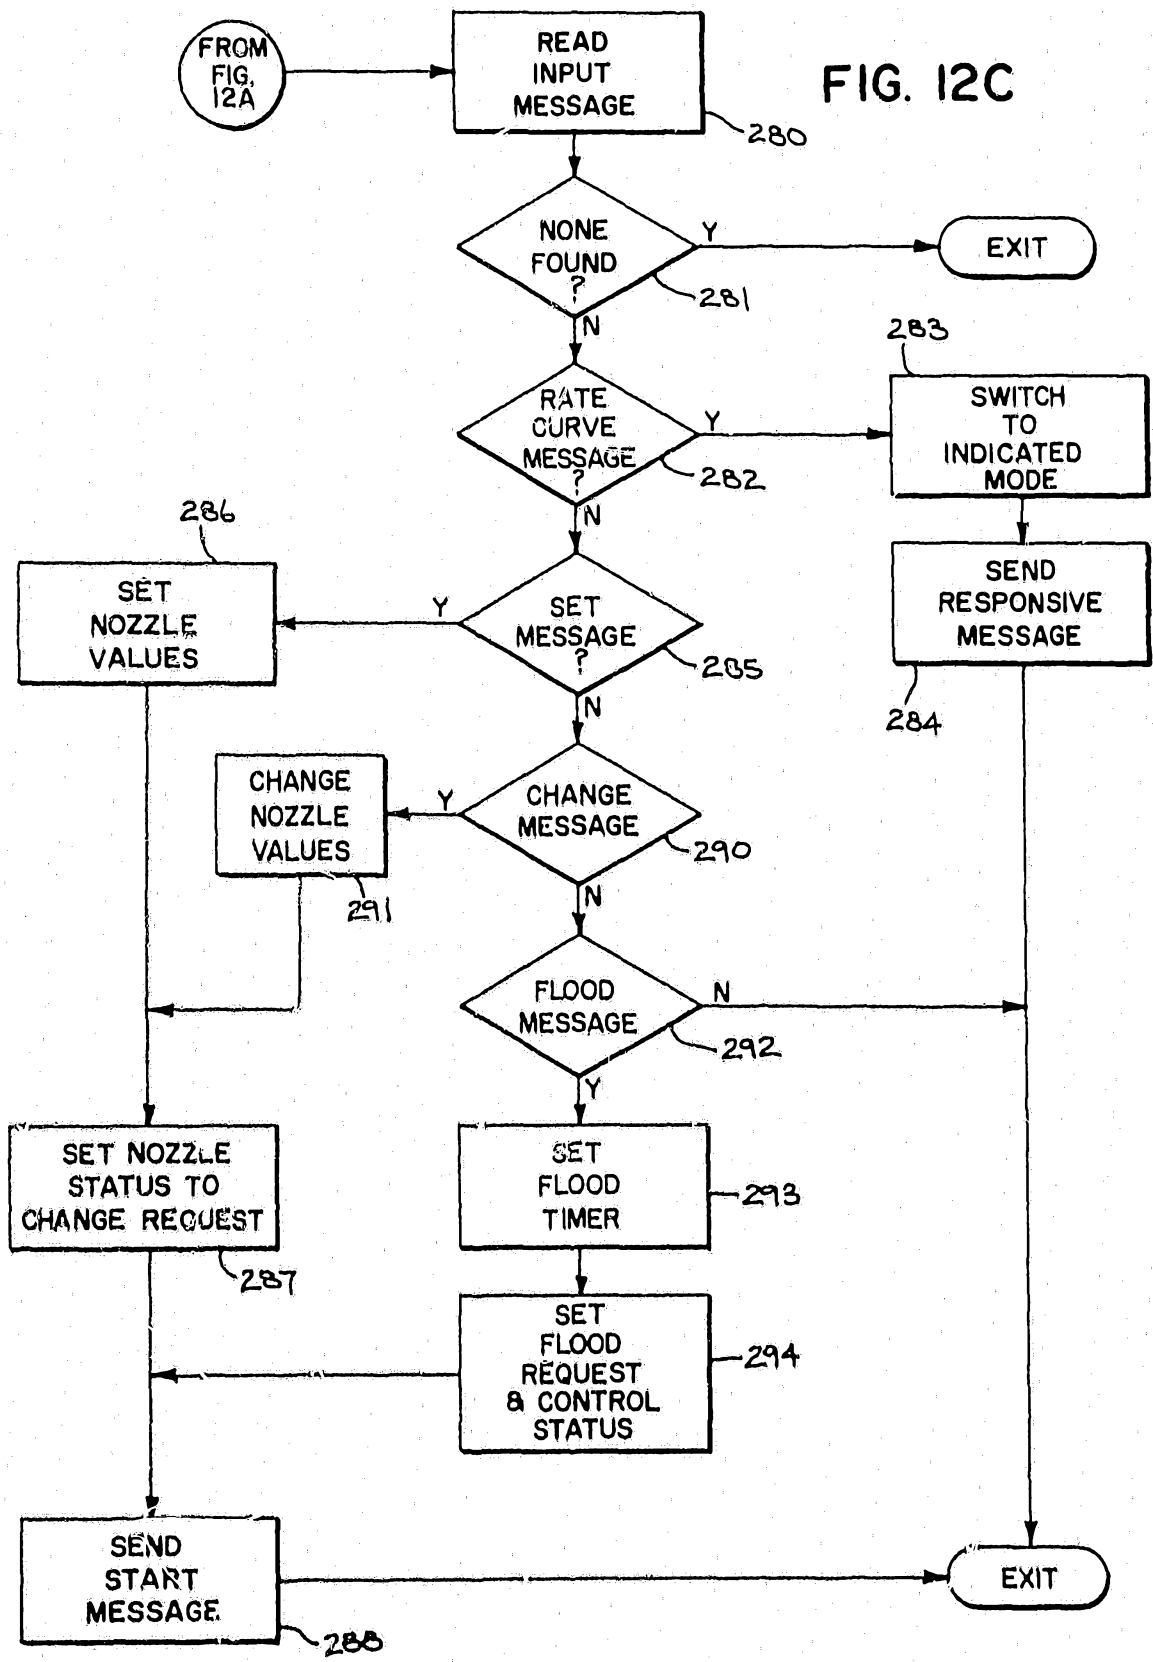 FROM
FIG.
12A
READ
INPUT
MESSAGE
280
FIG. 12C
NONE
FOUND
?
Y
281
N
EXIT
RATE
CURVE
MESSAGE
?
Y
282
N
283
SWITCH
TO
INDICATED
MODE
SEND
RESPONSIVE
MESSAGE
284
SET
MESSAGE
?
Y
285
N
286
SET
NOZZLE
VALUES
CHANGE
MESSAGE
Y
290
N
CHANGE
NOZZLE
VALUES
291
FLOOD
MESSAGE
N
292
Y
SET NOZZLE
STATUS TO
CHANGE REQUEST
287
SET
FLOOD
TIMER
293
SET
FLOOD
REQUEST
& CONTROL
STATUS
294
SEND
START
MESSAGE
288
EXIT